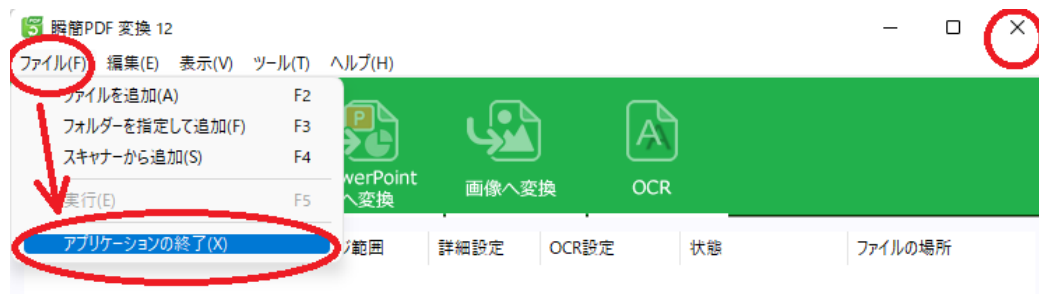 瞬簡PDF 変換 12
ファイル(F) 編集(E) 表示(V) ツール(T) ヘルプ(H)
ファイルを追加(A) F2
フォルダーを指定して追加(F) F3
スキャナーから追加(S) F4
実行(E) F5
アプリケーションの終了(X)
werPoint
へ変換
画像へ変換
OCR
ジ範囲 詳細設定 OCR設定 状態 ファイルの場所